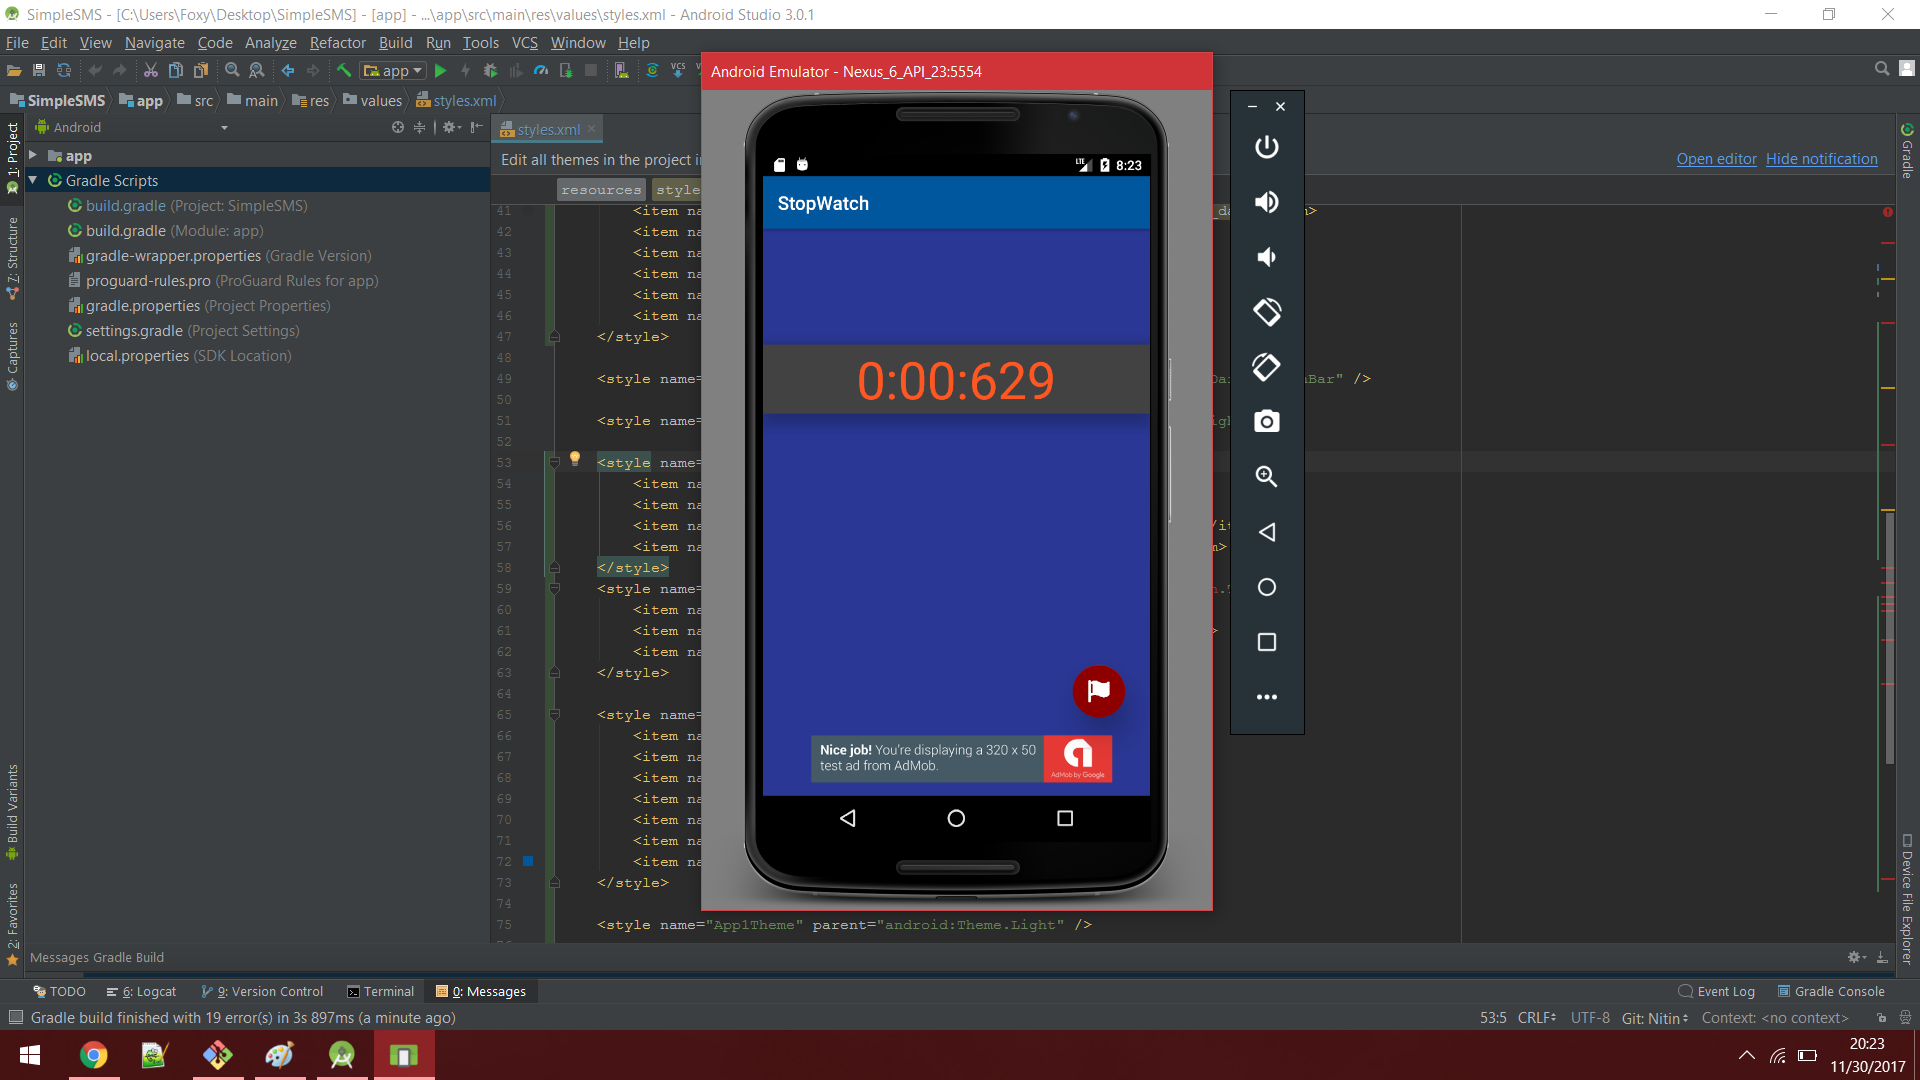 SimpleSMS - [C:\Users\Foxy\Desktop\SimpleSMS] - [app] - ...\app\src\main\res\values\styles.xml - Android Studio 3.0.1
File Edit View Navigate Code Analyze Refactor Build Run Tools VCS Window Help
app
VCS
SimpleSMS app src main res values styles.xml
Android Emulator - Nexus_6_API_23:5554
1: Project
Android
styles.xml
Edit all themes in the project i
Open editor Hide notification
app
Gradle Scripts
build.gradle (Project: SimpleSMS)
build.gradle (Module: app)
gradle-wrapper.properties (Gradle Version)
proguard-rules.pro (ProGuard Rules for app)
gradle.properties (Project Properties)
settings.gradle (Project Settings)
local.properties (SDK Location)
Z: Structure
Captures
Build Variants
2: Favorites
Gradle
Device File Explorer
resources style
41 <item na _da >
42 <item na
43 <item na
44 <item na
45 <item na
46 <item na
47 </style>
48
49 <style name= Bar" />
50
51 <style name=
52
53 <style name=
54 <item na
55 <item na
56 <item na /it
57 <item na >
58 </style>
59 <style name=
60 <item na
61 <item na >
62 <item na
63 </style>
64
65 <style name=
66 <item na
67 <item na
68 <item na
69 <item na
70 <item na
71 <item na
72 <item na
73 </style>
74
75 <style name="App1Theme" parent="android:Theme.Light" />
LTE 8:23
StopWatch
0:00:629
Nice job! You're displaying a 320 x 50
test ad from AdMob.
AdMob by Google
Messages Gradle Build
TODO 6: Logcat 9: Version Control Terminal 0: Messages Event Log Gradle Console
Gradle build finished with 19 error(s) in 3s 897ms (a minute ago) 53:5 CRLF UTF-8 Git: Nitin Context: <no context>
20:23
11/30/2017